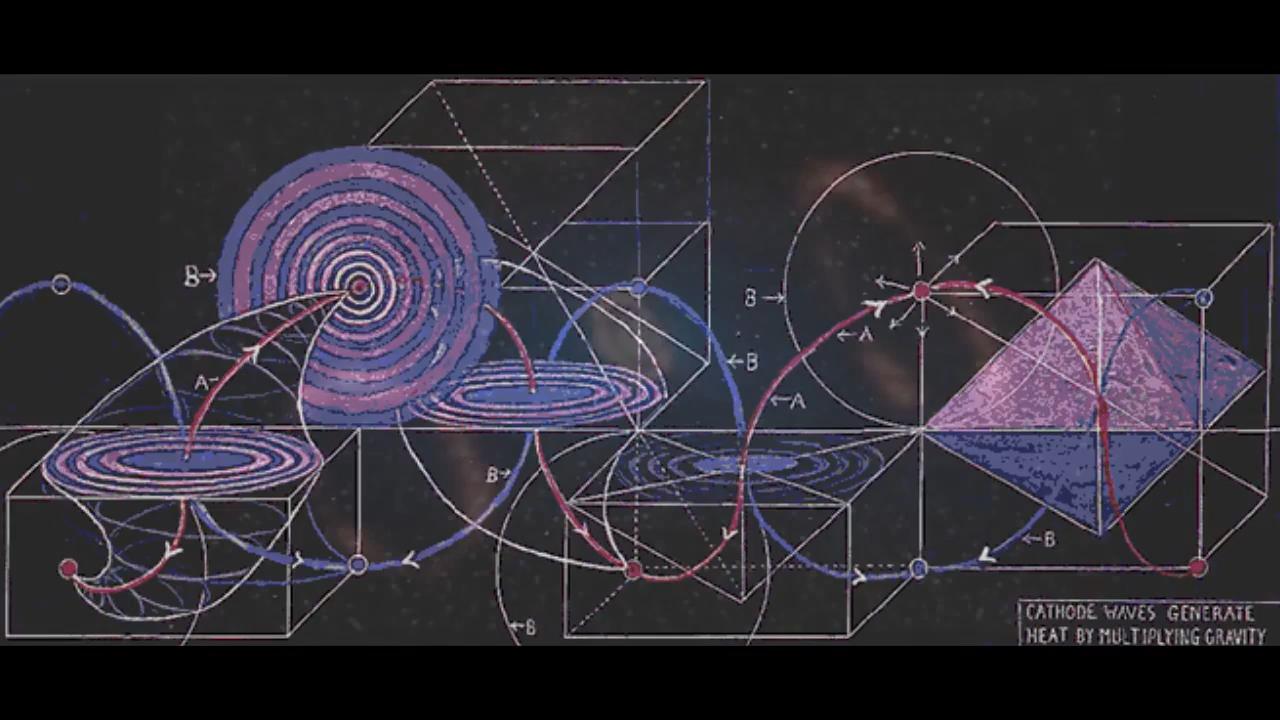 B→
A
←B
B→
←A
←A
B→
←B
←B
CATHODE WAVES GENERATE
HEAT BY MULTIPLYING GRAVITY